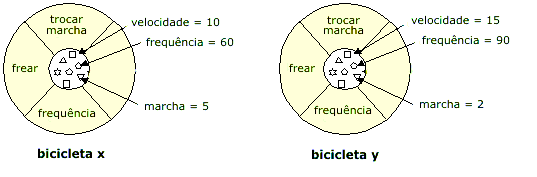 trocar
marcha
velocidade = 10
frequência = 60
frear
marcha = 5
frequência
bicicleta x
trocar
marcha
velocidade = 15
frequência = 90
frear
marcha = 2
frequência
bicicleta y